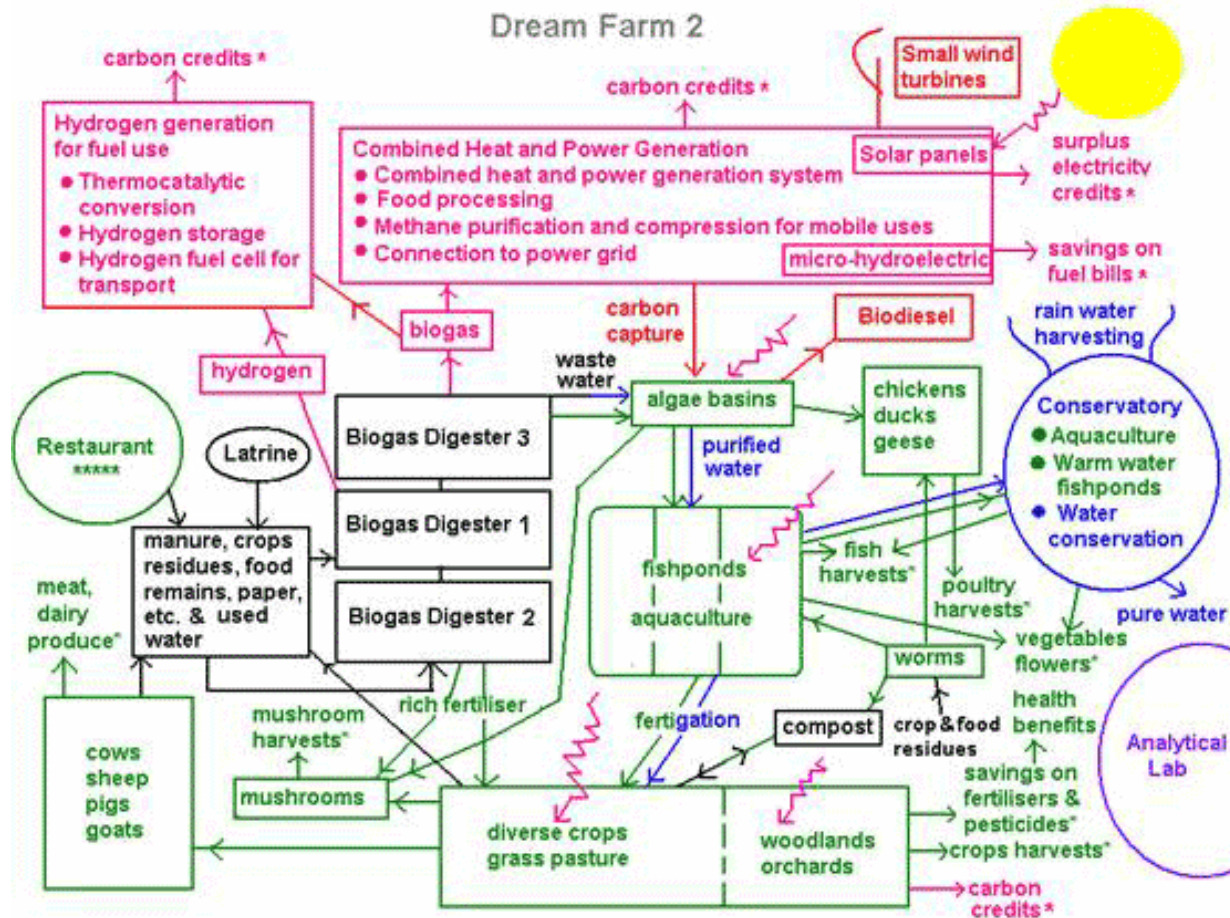 Dream Farm 2
carbon credits *
Hydrogen generation
for fuel use
Thermocatalytic
conversion
Hydrogen storage
Hydrogen fuel cell for
transport
carbon credits *
Combined Heat and Power Generation
Combined heat and power generation system
Food processing
Methane purification and compression for mobile uses
Connection to power grid
Small wind
turbines
Solar panels
micro-hydroelectric
surplus
electricity
credits *
savings on
fuel bills *
biogas
hydrogen
carbon
capture
Biodiesel
rain water
harvesting
waste
water
algae basins
purified
water
chickens
ducks
geese
Conservatory
Aquaculture
Warm water
fishponds
Water
conservation
pure water
Restaurant
*****
Latrine
Biogas Digester 3
Biogas Digester 1
Biogas Digester 2
manure, crops
residues, food
remains, paper,
etc. & used
water
meat,
dairy
produce*
fishponds
aquaculture
fish
harvests*
poultry
harvests*
vegetables
flowers*
worms
compost
crop & food
residues
health
benefits
Analytical
Lab
rich fertiliser
fertigation
mushroom
harvests*
mushrooms
cows
sheep
pigs
goats
diverse crops
grass pasture
woodlands
orchards
savings on
fertilisers &
pesticides*
crops harvests*
carbon
credits *